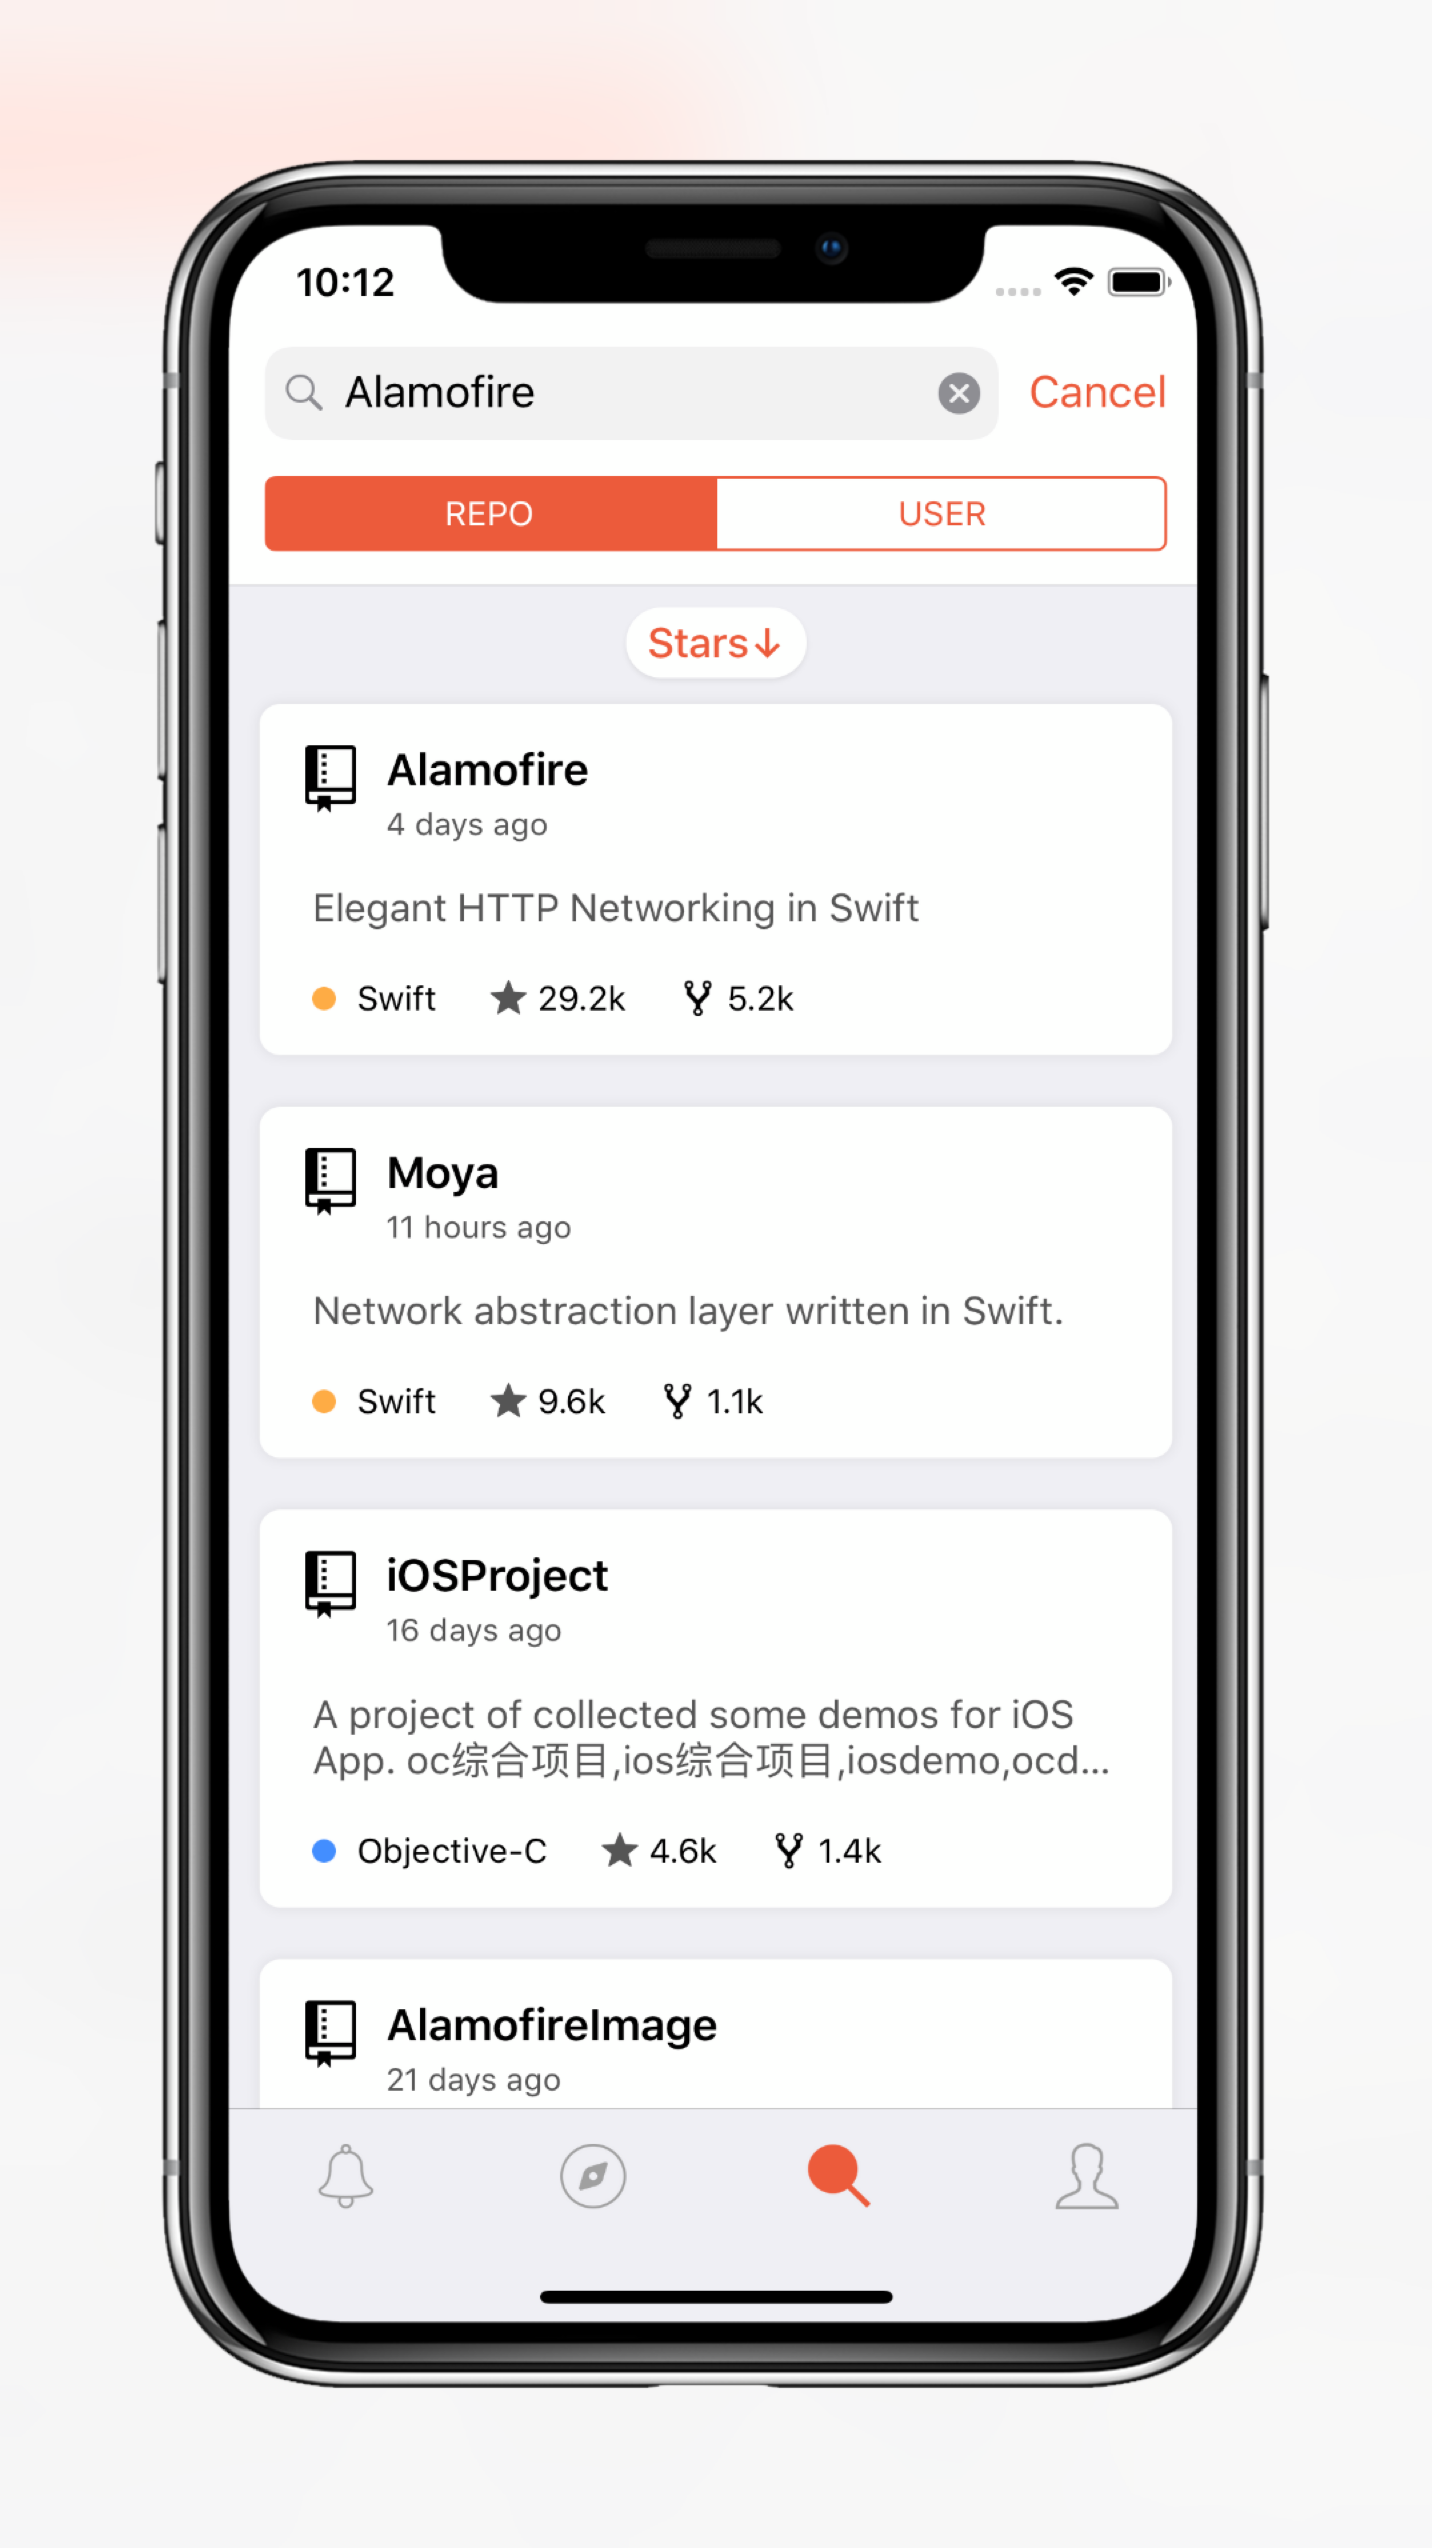 10:12
Alamofire
Cancel
REPO
USER
Stars↓
Alamofire
4 days ago
Elegant HTTP Networking in Swift
Swift 29.2k 5.2k
Moya
11 hours ago
Network abstraction layer written in Swift.
Swift 9.6k 1.1k
iOSProject
16 days ago
A project of collected some demos for iOS
App. oc综合项目,ios综合项目,iosdemo,ocd...
Objective-C 4.6k 1.4k
AlamofireImage
21 days ago